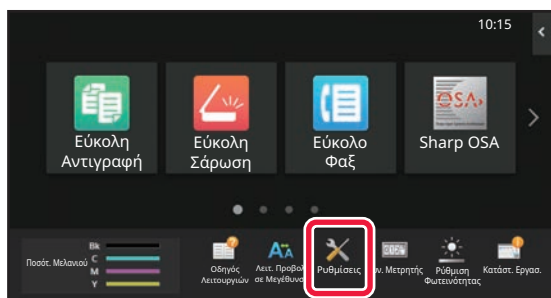 10:15
Εύκολη
Αντιγραφή
Εύκολη
Σάρωση
Εύκολο
Φαξ
OSA
Sharp OSA
Ποσότ. Μελανιού
Bk
C
M
Y
Οδηγός
Λειτουργιών
Λειτ. Προβολ
σε Μεγέθυνσ
Ρυθμίσεις
ν. Μετρητής
Ρύθμιση
Φωτεινότητας
Κατάστ. Εργασ.